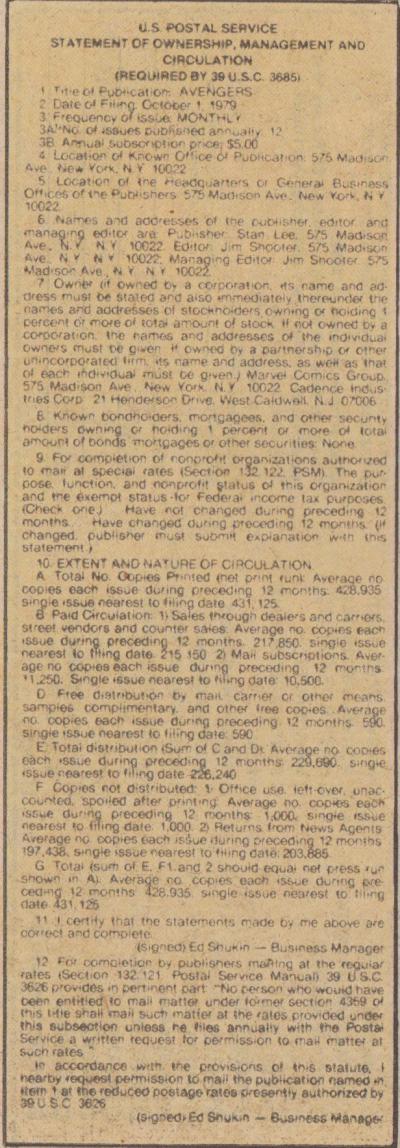 U.S. POSTAL SERVICE
STATEMENT OF OWNERSHIP, MANAGEMENT AND
CIRCULATION
(REQUIRED BY 39 U.S.C. 3685)
1. Title of Publication: AVENGERS
2. Date of Filing: October 1, 1979
3. Frequency of issue: MONTHLY
3A. No. of issues published annually: 12
3B. Annual subscription price: $5.00
4. Location of Known Office of Publication: 575 Madison
Ave., New York, N.Y. 10022
5. Location of the Headquarters or General Business
Offices of the Publishers: 575 Madison Ave., New York, N.Y.
10022
6. Names and addresses of the publisher, editor, and
managing editor are: Publisher: Stan Lee, 575 Madison
Ave., N.Y. N.Y. 10022. Editor: Jim Shooter, 575 Madison
Ave., N.Y. N.Y. 10022. Managing Editor: Jim Shooter, 575
Madison Ave., N.Y. N.Y. 10022
7. Owner (if owned by a corporation, its name and ad-
dress must be stated and also immediately thereunder the
names and addresses of stockholders owning or holding 1
percent or more of total amount of stock. If not owned by a
corporation, the names and addresses of the individual
owners must be given. If owned by a partnership or other
unincorporated firm, its name and address, as well as that
of each individual must be given.) Marvel Comics Group,
575 Madison Ave., New York, N.Y. 10022. Cadence Indus-
tries Corp. 21 Henderson Drive, West Caldwell, N.J. 07006
8. Known bondholders, mortgagees, and other security
holders owning or holding 1 percent or more of total
amount of bonds, mortgages or other securities: None
9. For completion of nonprofit organizations authorized
to mail at special rates (Section 132.122, PSM). The pur-
pose, function, and nonprofit status of this organization
and the exempt status for Federal income tax purposes
(Check one) Have not changed during preceding 12
months. Have changed during preceding 12 months. (If
changed, publisher must submit explanation with this
statement.)
10. EXTENT AND NATURE OF CIRCULATION
A. Total No. Copies Printed (net print run): Average no.
copies each issue during preceding 12 months: 428,935
single issue nearest to filing date: 431,125.
B. Paid Circulation: 1) Sales through dealers and carriers,
street vendors and counter sales: Average no. copies each
issue during preceding 12 months: 217,850, single issue
nearest to filing date: 215,150 2) Mail subscriptions. Aver-
age no copies each issue during preceding 12 months:
11,250. Single issue nearest to filing date: 10,500.
D. Free distribution by mail, carrier or other means,
samples, complimentary, and other free copies. Average
no. copies each issue during preceding 12 months: 590,
single issue nearest to filing date: 590
E. Total distribution (Sum of C and D). Average no. copies
each issue during preceding 12 months: 229,690, single
issue nearest to filing date 226,240
F. Copies not distributed: 1) Office use, left-over, unac-
counted, spoiled after printing: Average no. copies each
issue during preceding 12 months: 1,000, single issue
nearest to filing date: 1,000. 2) Returns from News Agents:
Average no. copies each issue during preceding 12 months
197,438, single issue nearest to filing date: 203,885.
G. Total (sum of E, F1, and 2 should equal net press run
shown in A). Average no. copies each issue during pre-
ceding 12 months: 428,935, single issue nearest to filing
date 431,125
11. I certify that the statements made by me above are
correct and complete.
(signed) Ed Shukin — Business Manager
12. For completion by publishers mailing at the regular
rates (Section 132.121, Postal Service Manual) 39 U.S.C.
3626 provides in pertinent part: "No person who would have
been entitled to mail matter under former section 4359 of
this title shall mail such matter at the rates provided under
this subsection unless he files annually with the Postal
Service a written request for permission to mail matter at
such rates."
In accordance with the provisions of this statute, I
hearby request permission to mail the publication named in
item 1 at the reduced postage rates presently authorized by
39 U.S.C. 3626
(signed) Ed Shukin — Business Manager